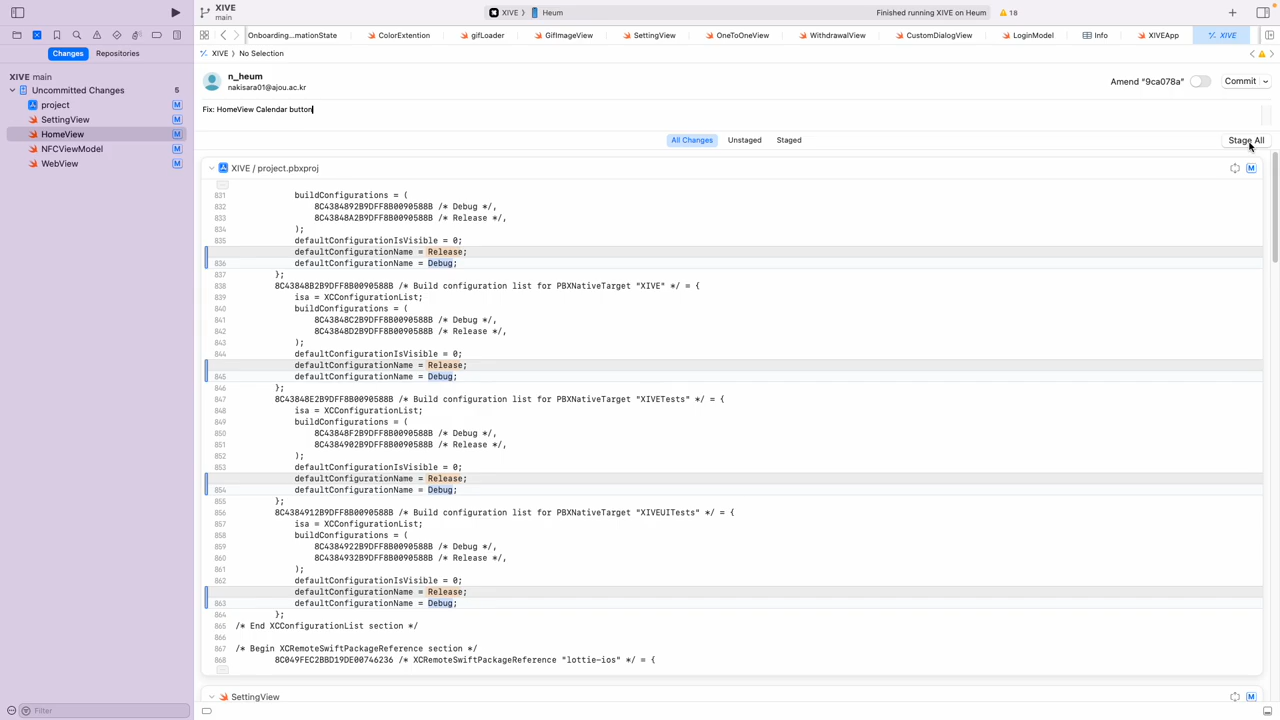 XIVE
main
XIVE 〉 Heum
Finished running XIVE on Heum
18
Onboarding...mationState
ColorExtention
gifLoader
GifImageView
SettingView
OneToOneView
WithdrawalView
CustomDialogView
LoginModel
Info
XIVEApp
XIVE
Changes
Repositories
XIVE 〉 No Selection
XIVE main
Uncommitted Changes 5
project M
SettingView M
HomeView M
NFCViewModel M
WebView M
Filter
n_heum
nakisara01@ajou.ac.kr
Amend "9ca078a"
Commit
Fix: HomeView Calendar button
All Changes
Unstaged
Staged
Stage All
XIVE / project.pbxproj M
831 buildConfigurations = (
832 8C4384892B9DFF8B0090588B /* Debug */,
833 8C43848A2B9DFF8B0090588B /* Release */,
834 );
835 defaultConfigurationIsVisible = 0;
defaultConfigurationName = Release;
836 defaultConfigurationName = Debug;
837 };
838 8C43848B2B9DFF8B0090588B /* Build configuration list for PBXNativeTarget "XIVE" */ = {
839 isa = XCConfigurationList;
840 buildConfigurations = (
841 8C43848C2B9DFF8B0090588B /* Debug */,
842 8C43848D2B9DFF8B0090588B /* Release */,
843 );
844 defaultConfigurationIsVisible = 0;
defaultConfigurationName = Release;
845 defaultConfigurationName = Debug;
846 };
847 8C43848E2B9DFF8B0090588B /* Build configuration list for PBXNativeTarget "XIVETests" */ = {
848 isa = XCConfigurationList;
849 buildConfigurations = (
850 8C43848F2B9DFF8B0090588B /* Debug */,
851 8C4384902B9DFF8B0090588B /* Release */,
852 );
853 defaultConfigurationIsVisible = 0;
defaultConfigurationName = Release;
854 defaultConfigurationName = Debug;
855 };
856 8C4384912B9DFF8B0090588B /* Build configuration list for PBXNativeTarget "XIVEUITests" */ = {
857 isa = XCConfigurationList;
858 buildConfigurations = (
859 8C4384922B9DFF8B0090588B /* Debug */,
860 8C4384932B9DFF8B0090588B /* Release */,
861 );
862 defaultConfigurationIsVisible = 0;
defaultConfigurationName = Release;
863 defaultConfigurationName = Debug;
864 };
865 /* End XCConfigurationList section */
866
867 /* Begin XCRemoteSwiftPackageReference section */
868 8C049FEC2BBD19DE00746236 /* XCRemoteSwiftPackageReference "lottie-ios" */ = {
SettingView M